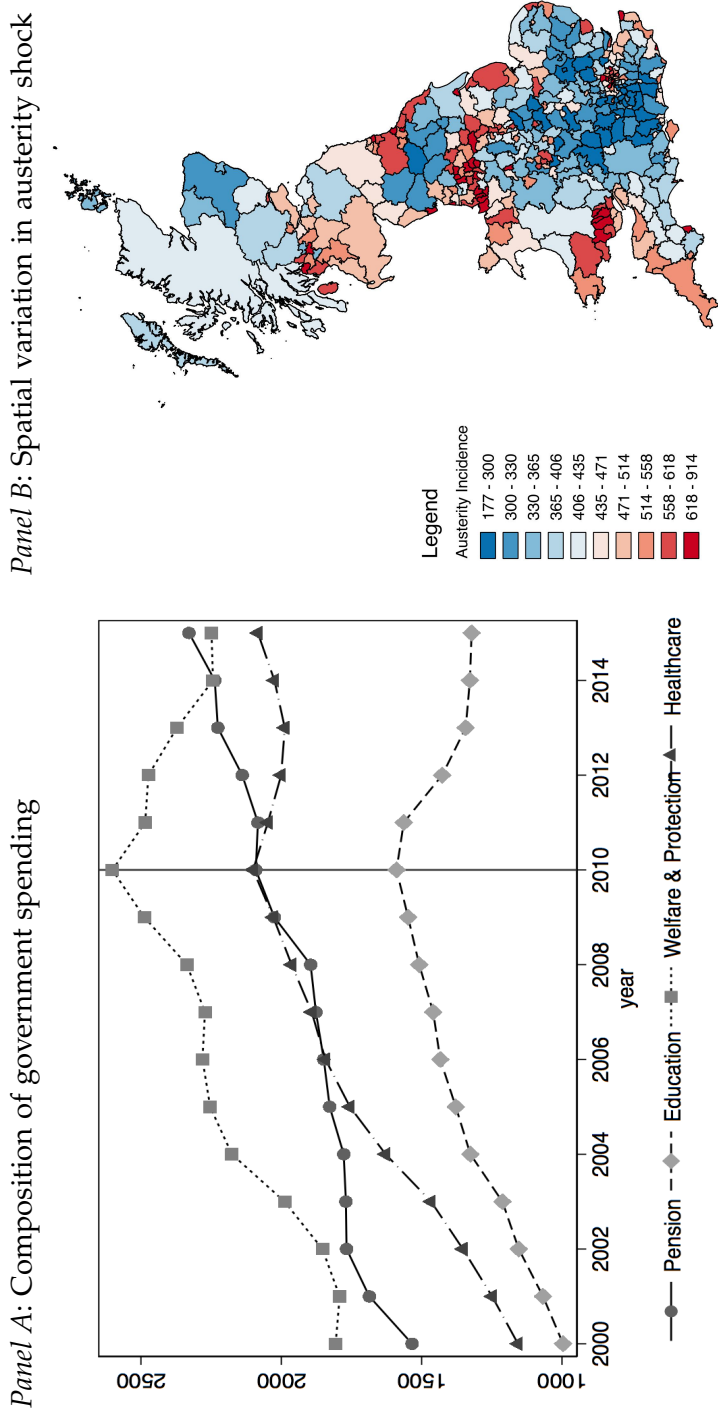 Panel A: Composition of government spending
2500
2000
1500
1000
2000 2002 2004 2006 2008 2010 2012 2014
year
Pension Education Welfare & Protection Healthcare
Panel B: Spatial variation in austerity shock
Legend
Austerity Incidence
177 - 300
300 - 330
330 - 365
365 - 406
406 - 435
435 - 471
471 - 514
514 - 558
558 - 618
618 - 914